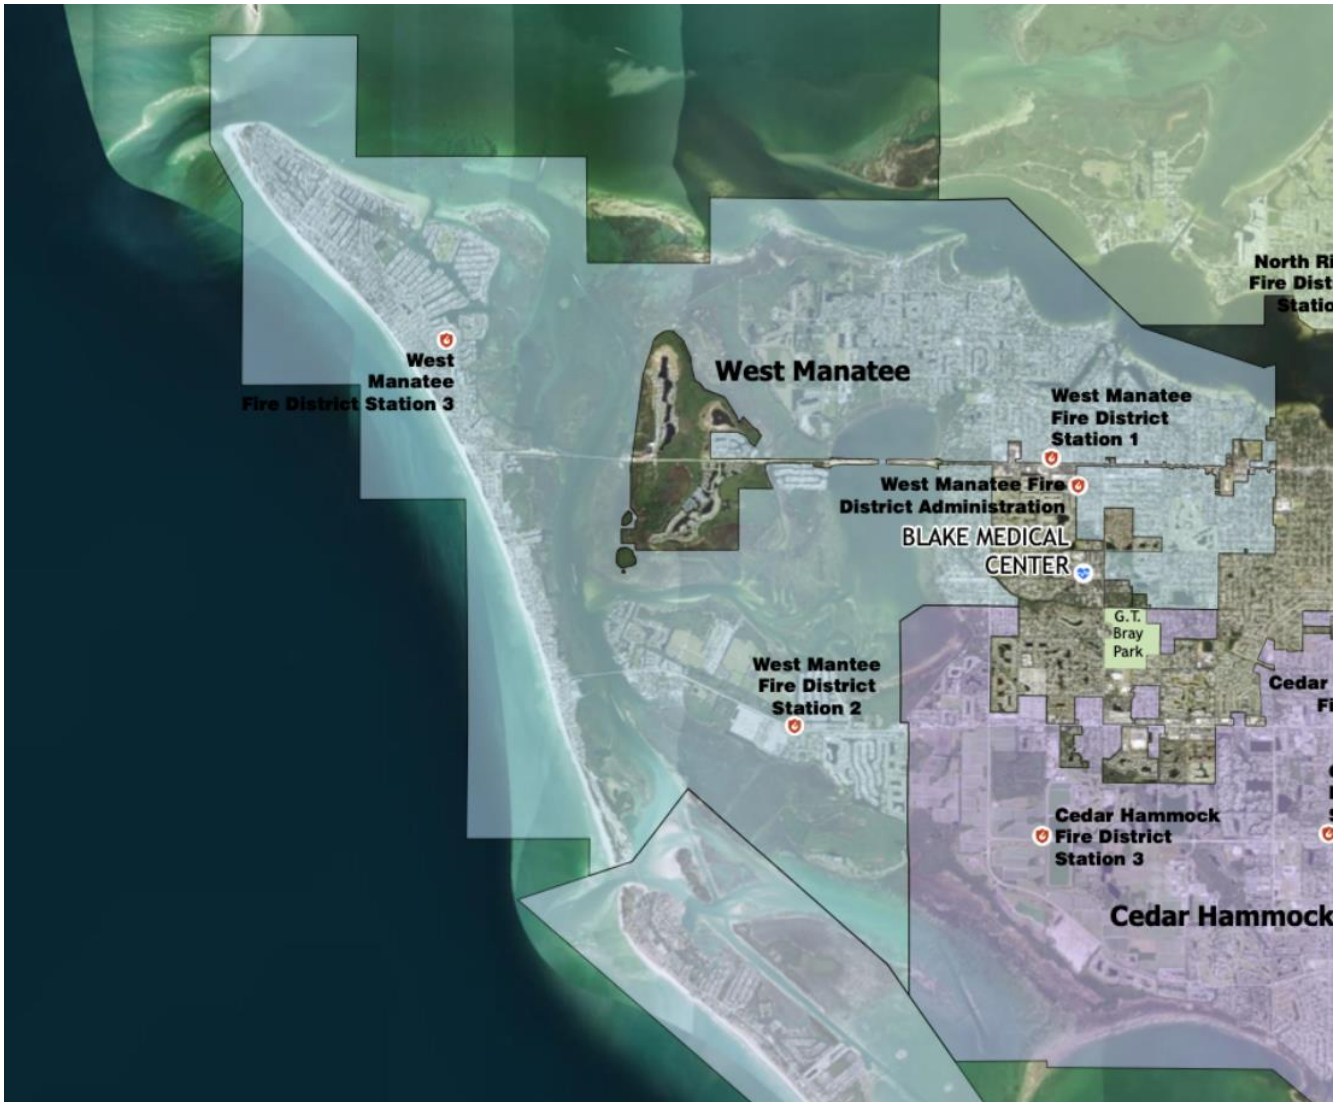 North Ri
Fire Dist
Statio
West
Manatee
Fire District Station 3
West Manatee
West Manatee
Fire District
Station 1
West Manatee Fire
District Administration
BLAKE MEDICAL
CENTER
G.T.
Bray
Park
West Mantee
Fire District
Station 2
Cedar
Fi
Cedar Hammock
Fire District
Station 3
Cedar Hammock